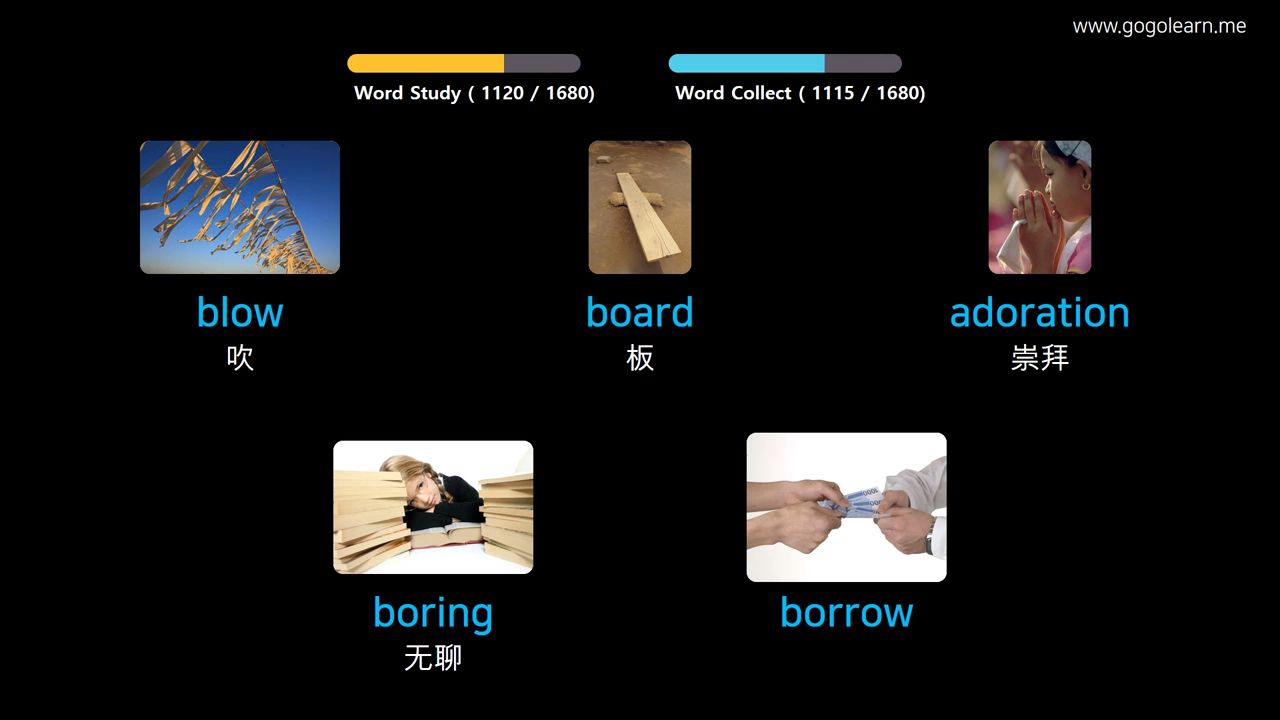 www.gogolearn.me
Word Study ( 1120 / 1680)
Word Collect ( 1115 / 1680)
blow
吹
board
板
adoration
崇拜
boring
无聊
borrow